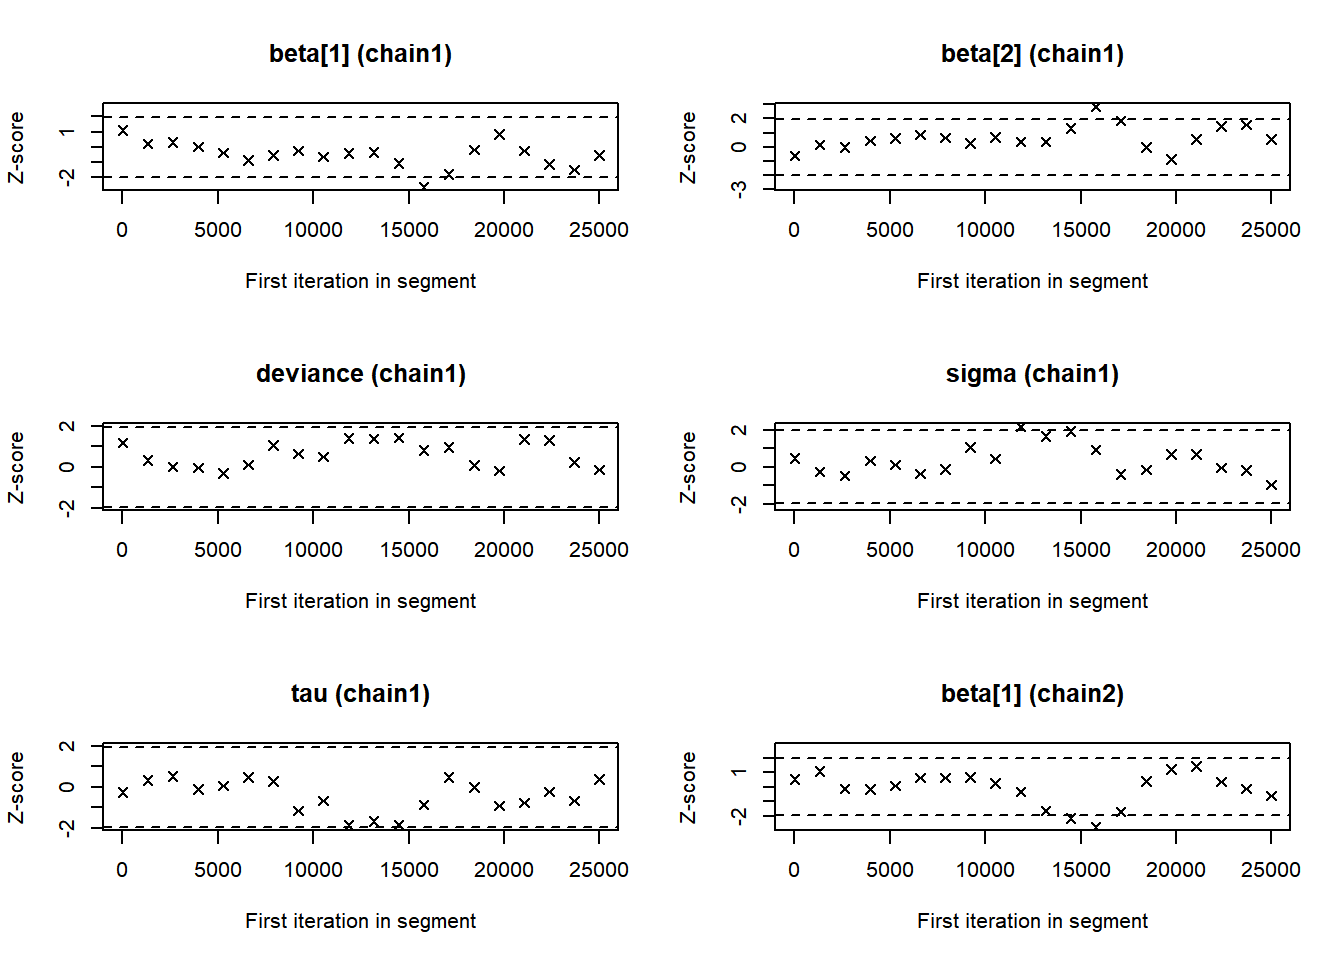 beta[1] (chain1)
Z-score
1
-2
0 5000 10000 15000 20000 25000
First iteration in segment
beta[2] (chain1)
Z-score
2
0
-3
0 5000 10000 15000 20000 25000
First iteration in segment
deviance (chain1)
Z-score
2
0
-2
0 5000 10000 15000 20000 25000
First iteration in segment
sigma (chain1)
Z-score
2
0
-2
0 5000 10000 15000 20000 25000
First iteration in segment
tau (chain1)
Z-score
2
0
-2
0 5000 10000 15000 20000 25000
First iteration in segment
beta[1] (chain2)
Z-score
1
-2
0 5000 10000 15000 20000 25000
First iteration in segment